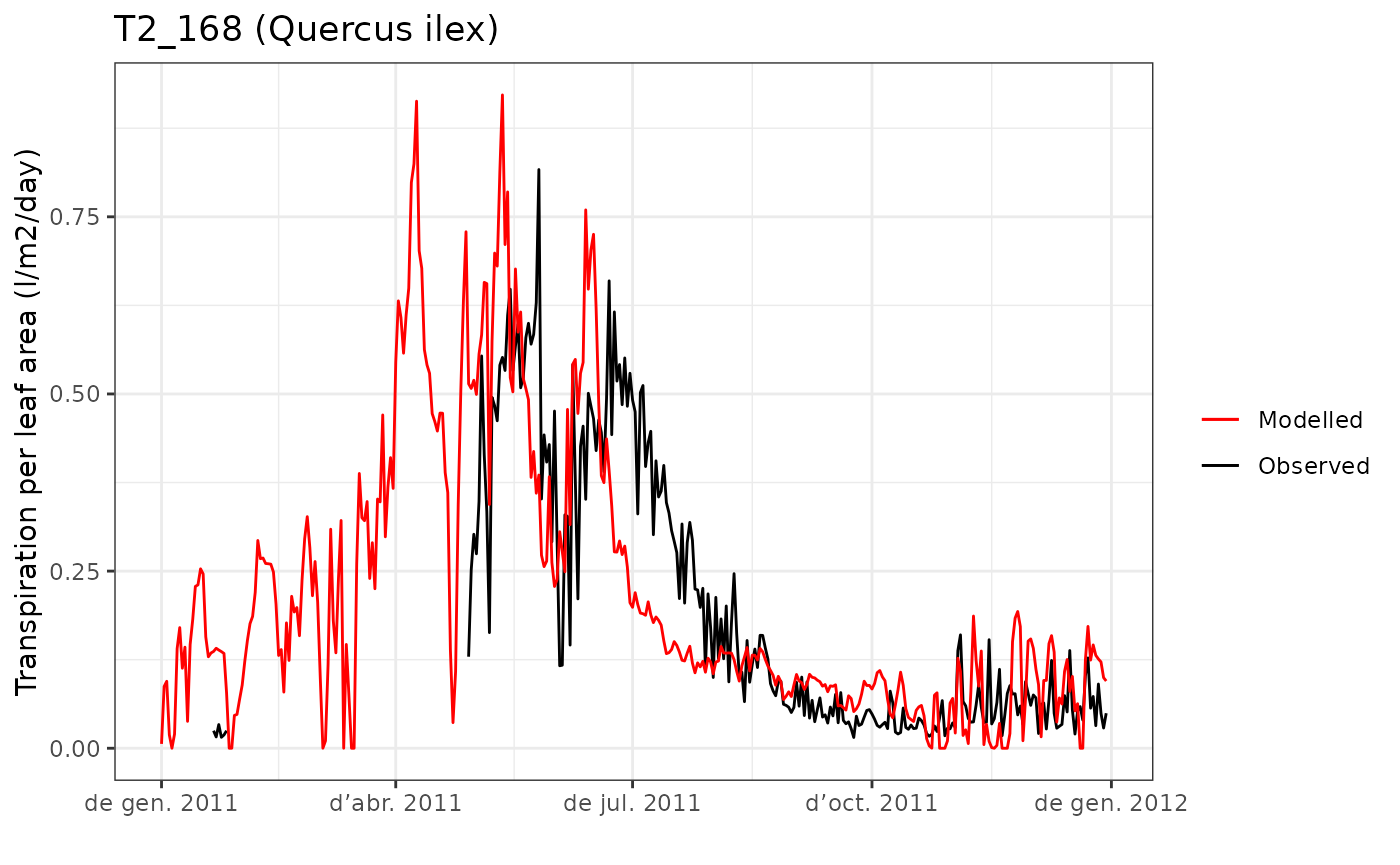 T2_168 (Quercus ilex)
Transpiration per leaf area (l/m2/day)
0.75
0.50
0.25
0.00
de gen. 2011
d’abr. 2011
de jul. 2011
d’oct. 2011
de gen. 2012
Modelled
Observed